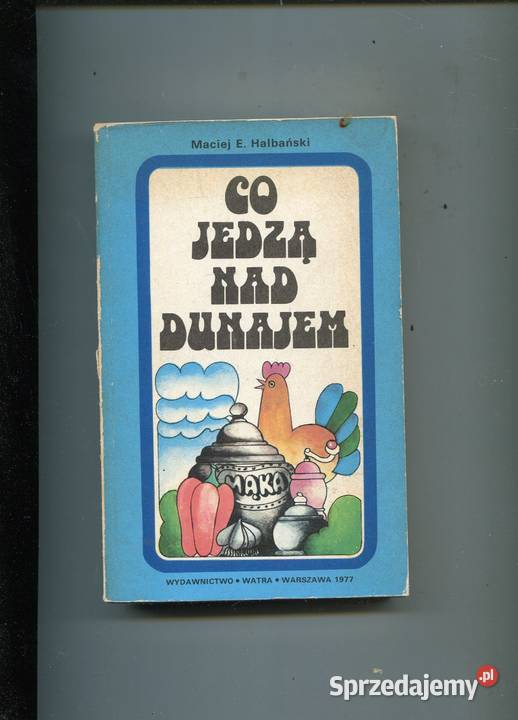 Maciej E. Halbański
CO
JEDZĄ
NAD
DUNAJEM
MĄKA
WYDAWNICTWO • WATRA • WARSZAWA 1977
Sprzedajemy.pl